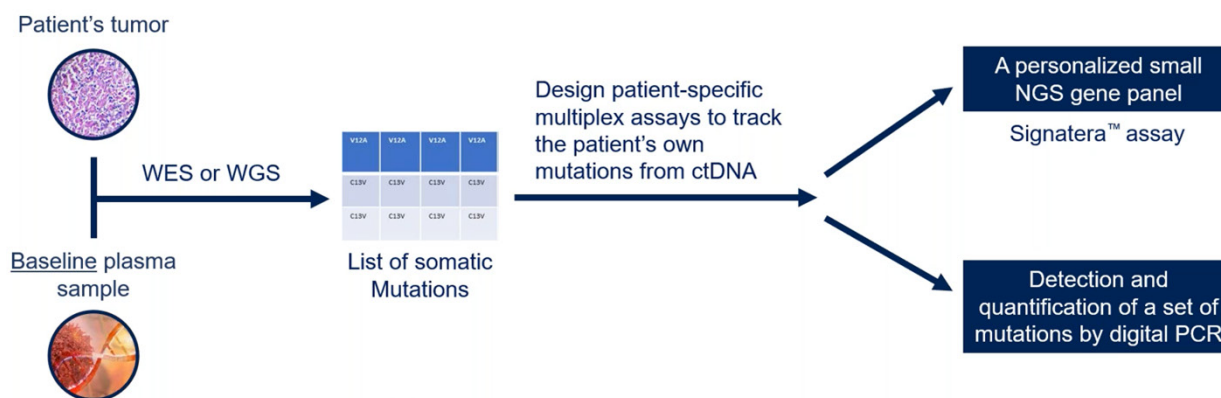 Patient's tumor
WES or WGS
Baseline plasma
sample
V12A V12A V12A V12A
C13V C13V C13V C13V
C13V C13V C13V C13V
List of somatic
Mutations
Design patient-specific
multiplex assays to track
the patient's own
mutations from ctDNA
A personalized small
NGS gene panel
Signatera™ assay
Detection and
quantification of a set of
mutations by digital PCR